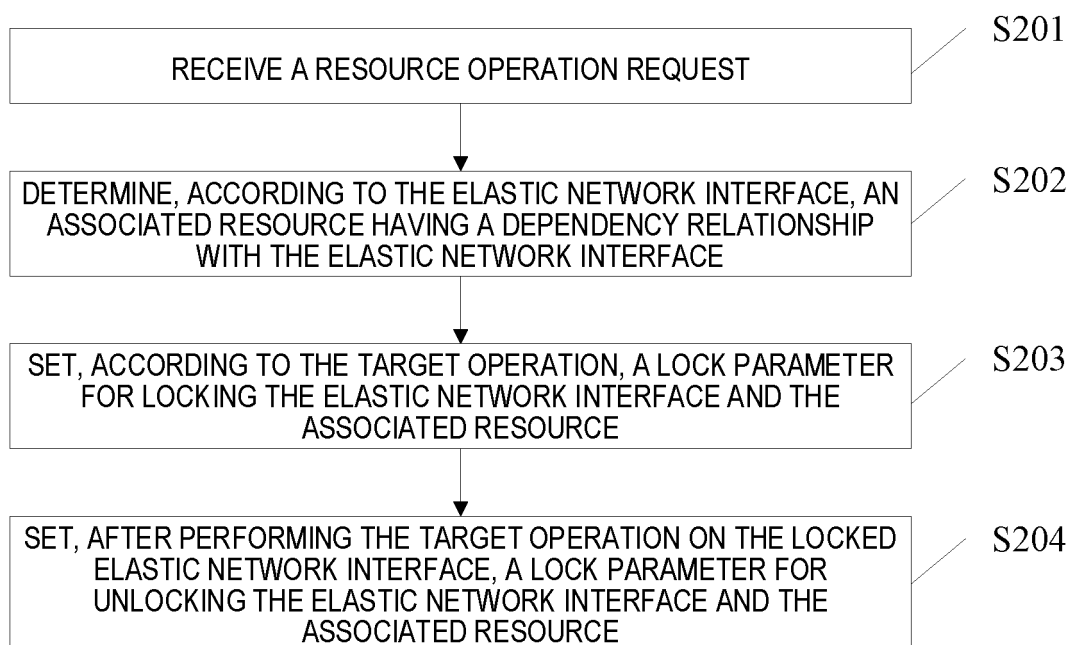 S201
RECEIVE A RESOURCE OPERATION REQUEST
S202
DETERMINE, ACCORDING TO THE ELASTIC NETWORK INTERFACE, AN
ASSOCIATED RESOURCE HAVING A DEPENDENCY RELATIONSHIP
WITH THE ELASTIC NETWORK INTERFACE
S203
SET, ACCORDING TO THE TARGET OPERATION, A LOCK PARAMETER
FOR LOCKING THE ELASTIC NETWORK INTERFACE AND THE
ASSOCIATED RESOURCE
S204
SET, AFTER PERFORMING THE TARGET OPERATION ON THE LOCKED
ELASTIC NETWORK INTERFACE, A LOCK PARAMETER FOR
UNLOCKING THE ELASTIC NETWORK INTERFACE AND THE
ASSOCIATED RESOURCE